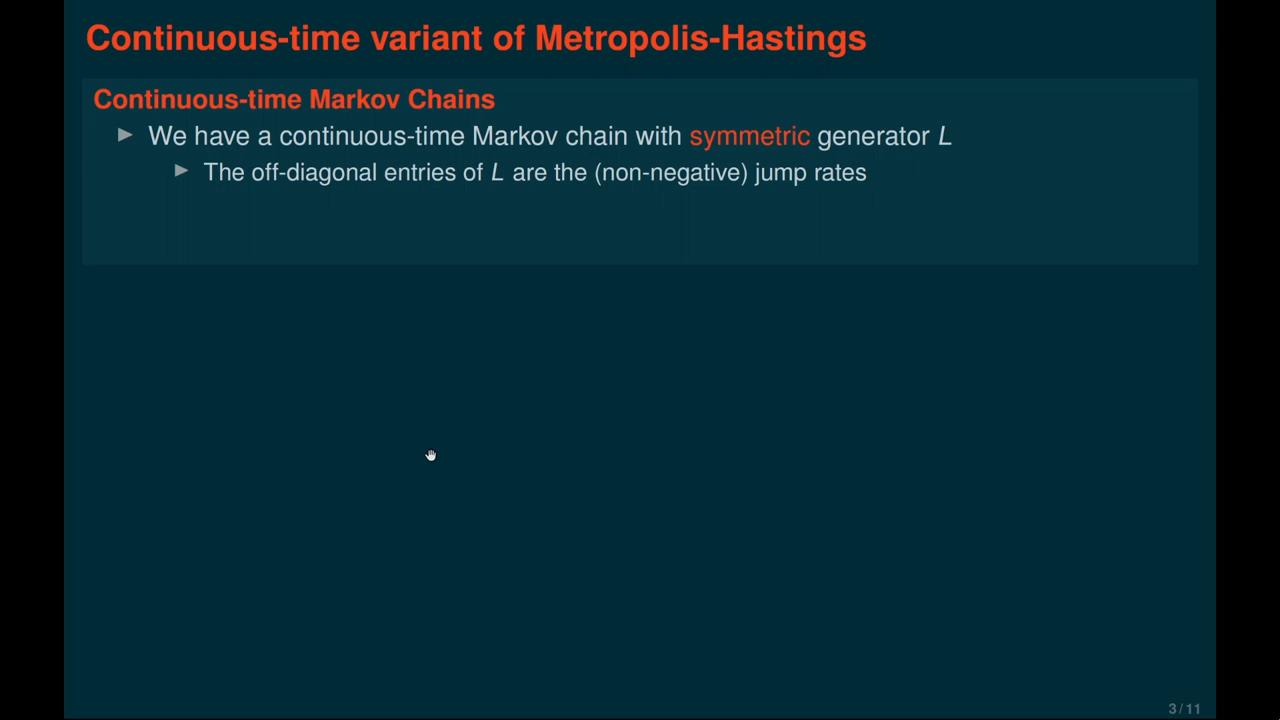 Continuous-time variant of Metropolis-Hastings
Continuous-time Markov Chains
We have a continuous-time Markov chain with symmetric generator L
The off-diagonal entries of L are the (non-negative) jump rates
3 / 11